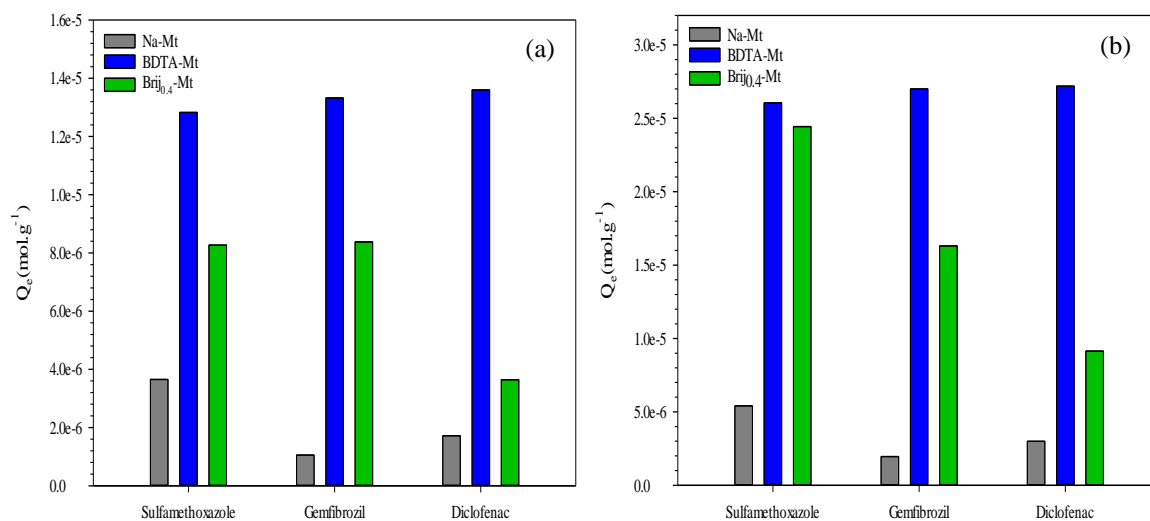 (a)
Na-Mt
BDTA-Mt
Brij0.4-Mt
1.6e-5
1.4e-5
1.2e-5
1.0e-5
8.0e-6
6.0e-6
4.0e-6
2.0e-6
0.0
Qe (mol.g-1)
Sulfamethoxazole Gemfibrozil Diclofenac
(b)
Na-Mt
BDTA-Mt
Brij0.4-Mt
3.0e-5
2.5e-5
2.0e-5
1.5e-5
1.0e-5
5.0e-6
0.0
Qe (mol.g-1)
Sulfamethoxazole Gemfibrozil Diclofenac